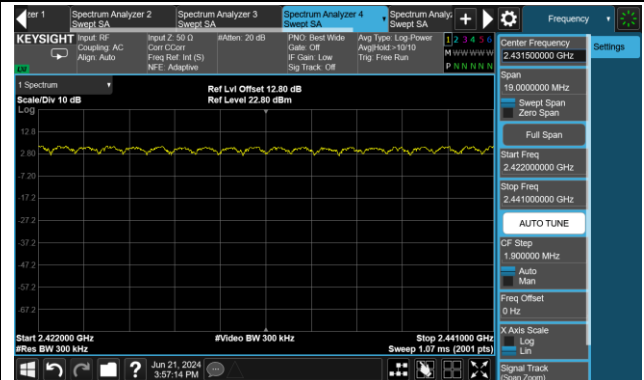 zer 1
Spectrum Analyzer 2
Swept SA
Spectrum Analyzer 3
Swept SA
Spectrum Analyzer 4
Swept SA
Spectrum Analyz
Swept SA
Frequency
KEYSIGHT
Input: RF
Coupling: AC
Align: Auto
Input Z: 50 Ω
Corr CCorr
Freq Ref: Int (S)
NFE: Adaptive
#Atten: 20 dB
PNO: Best Wide
Gate: Off
IF Gain: Low
Sig Track: Off
Avg Type: Log-Power
Avg|Hold:>10/10
Trig: Free Run
1 2 3 4 5 6
M W W W W W
P N N N N N
1 Spectrum
Scale/Div 10 dB
Ref Lvl Offset 12.80 dB
Ref Level 22.80 dBm
Log
12.8
2.80
-7.20
-17.2
-27.2
-37.2
-47.2
-57.2
-67.2
Start 2.422000 GHz
#Res BW 300 kHz
#Video BW 300 kHz
Stop 2.441000 GHz
Sweep 1.07 ms (2001 pts)
Jun 21, 2024
3:57:14 PM
Center Frequency
2.431500000 GHz
Settings
Span
19.0000000 MHz
Swept Span
Zero Span
Full Span
Start Freq
2.422000000 GHz
Stop Freq
2.441000000 GHz
AUTO TUNE
CF Step
1.900000 MHz
Auto
Man
Freq Offset
0 Hz
X Axis Scale
Log
Lin
Signal Track
(Span Zoom)